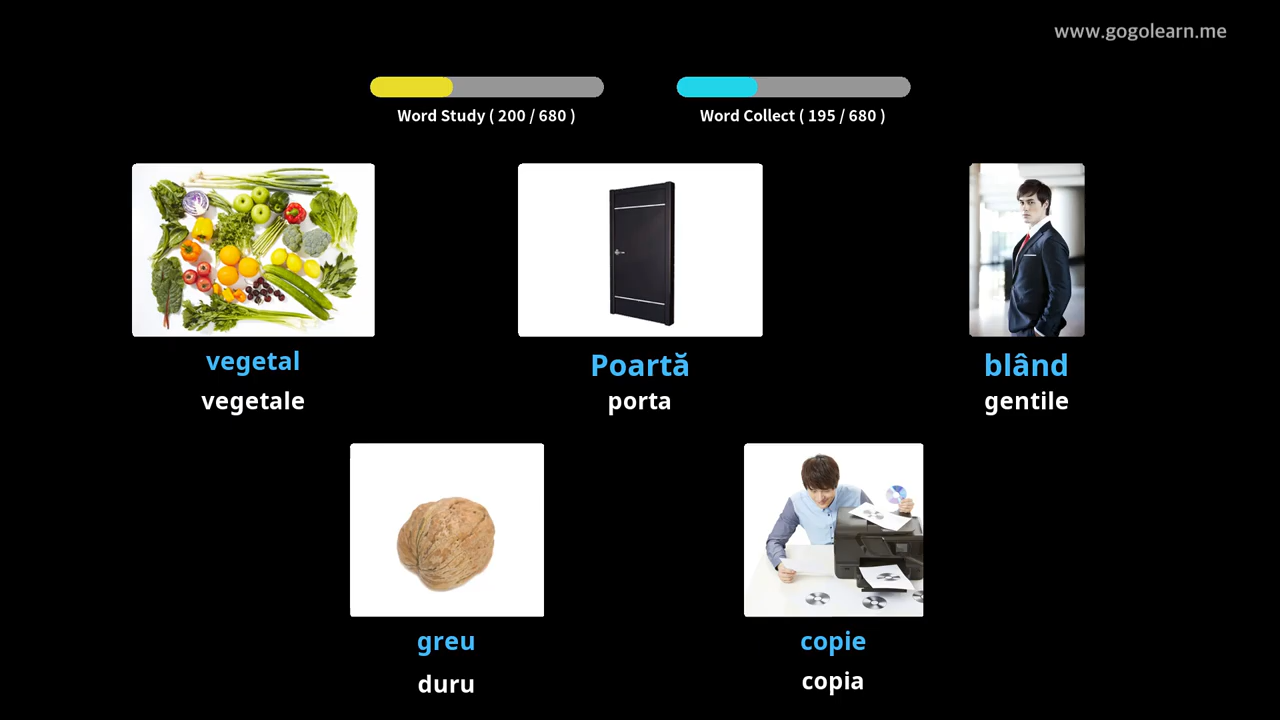 www.gogolearn.me
Word Study ( 200 / 680 )
Word Collect ( 195 / 680 )
vegetal
vegetale
Poartă
porta
blând
gentile
greu
duru
copie
copia